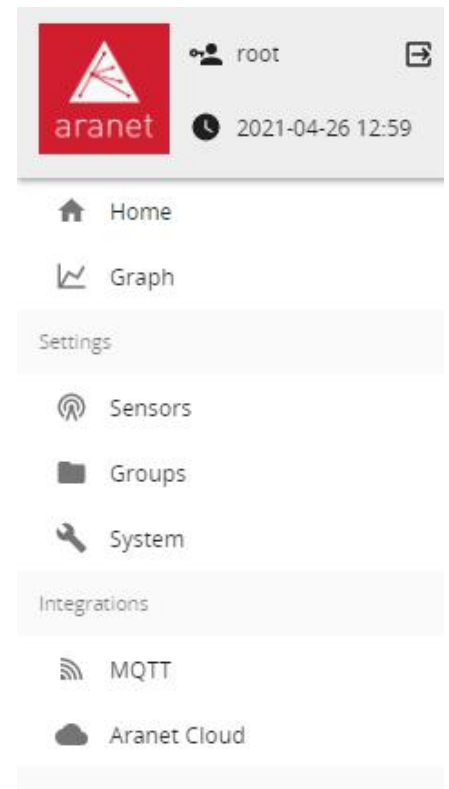 root
aranet
2021-04-26 12:59
Home
Graph
Settings
Sensors
Groups
System
Integrations
MQTT
Aranet Cloud